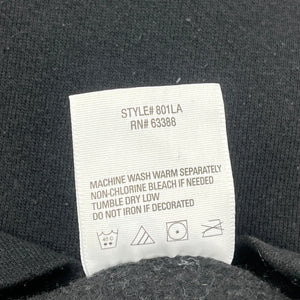 STYLE# 801LA
RN# 63388
MACHINE WASH WARM SEPARATELY
NON-CHLORINE BLEACH IF NEEDED
TUMBLE DRY LOW
DO NOT IRON IF DECORATED